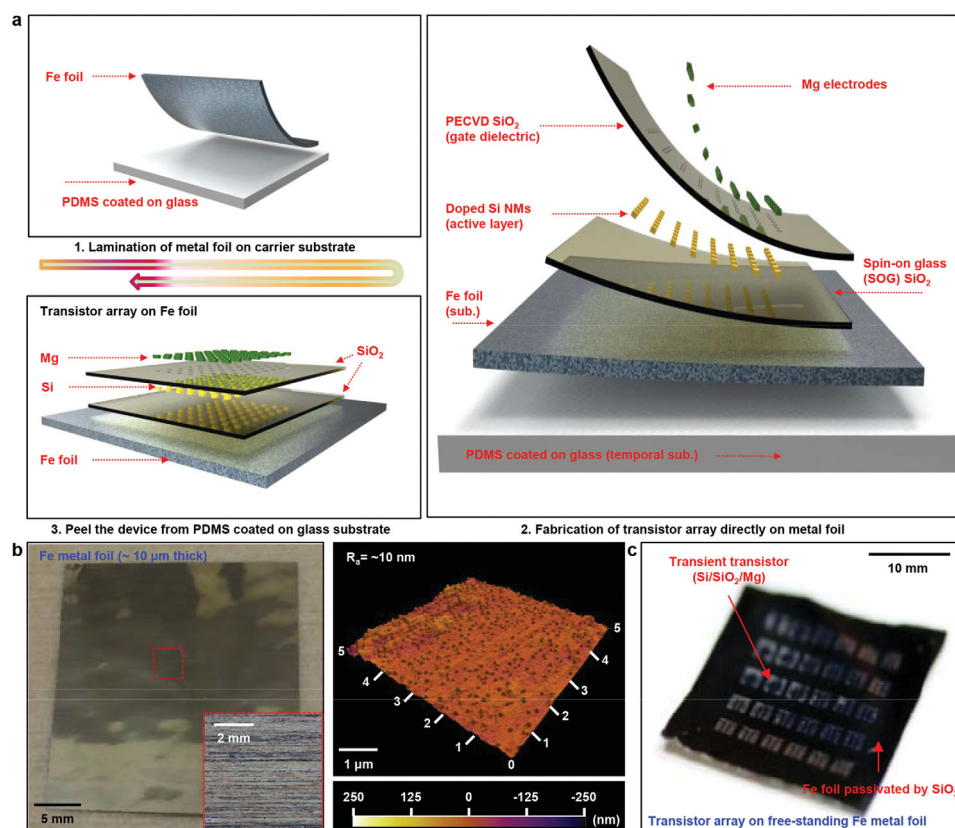 a
Fe foil
PDMS coated on glass
1. Lamination of metal foil on carrier substrate
Transistor array on Fe foil
Mg
SiO₂
Si
Fe foil
3. Peel the device from PDMS coated on glass substrate
Mg electrodes
PECVD SiO₂
(gate dielectric)
Doped Si NMs
(active layer)
Spin-on glass
(SOG) SiO₂
Fe foil
(sub.)
PDMS coated on glass (temporal sub.)
2. Fabrication of transistor array directly on metal foil
b
Fe metal foil (~ 10 µm thick)
2 mm
5 mm
Rₐ= ~10 nm
5
4
3
2
1
0
1
2
3
4
5
1 µm
250 125 0 -125 -250
(nm)
c
10 mm
Transient transistor
(Si/SiO₂/Mg)
Fe foil passivated by SiO₂
Transistor array on free-standing Fe metal foil